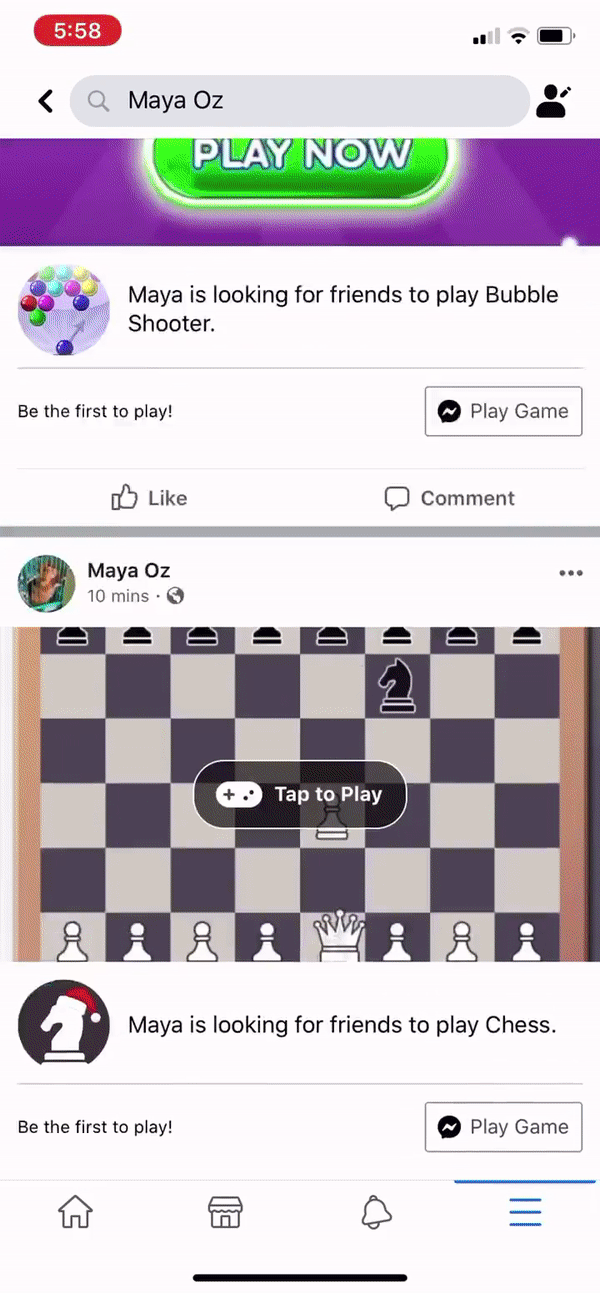 5:58
Maya Oz
PLAY NOW
Maya is looking for friends to play Bubble
Shooter.
Be the first to play!
Play Game
Like
Comment
Maya Oz
10 mins ·
Tap to Play
Maya is looking for friends to play Chess.
Be the first to play!
Play Game